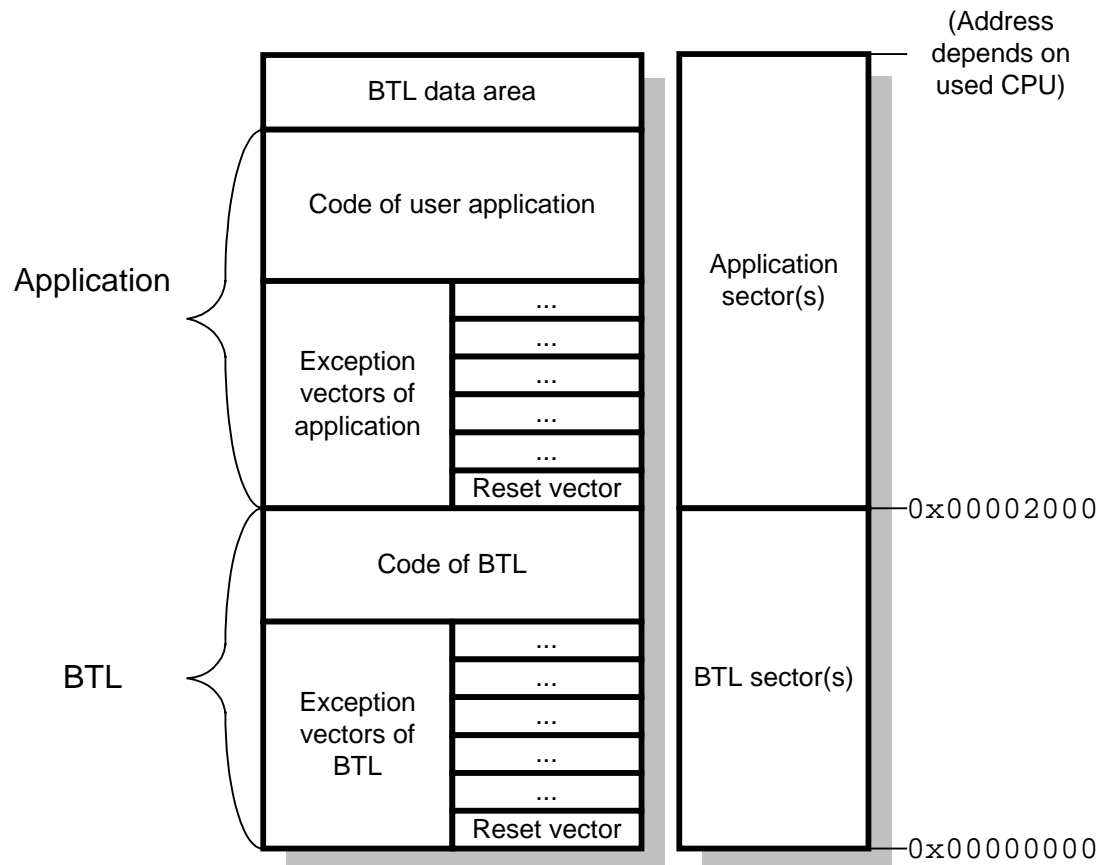 (Address
depends on
used CPU)
BTL data area
Code of user application
Application
Exception
vectors of
application
...
...
...
...
...
Reset vector
Application
sector(s)
0x00002000
Code of BTL
BTL
Exception
vectors of
BTL
...
...
...
...
...
Reset vector
BTL sector(s)
0x00000000